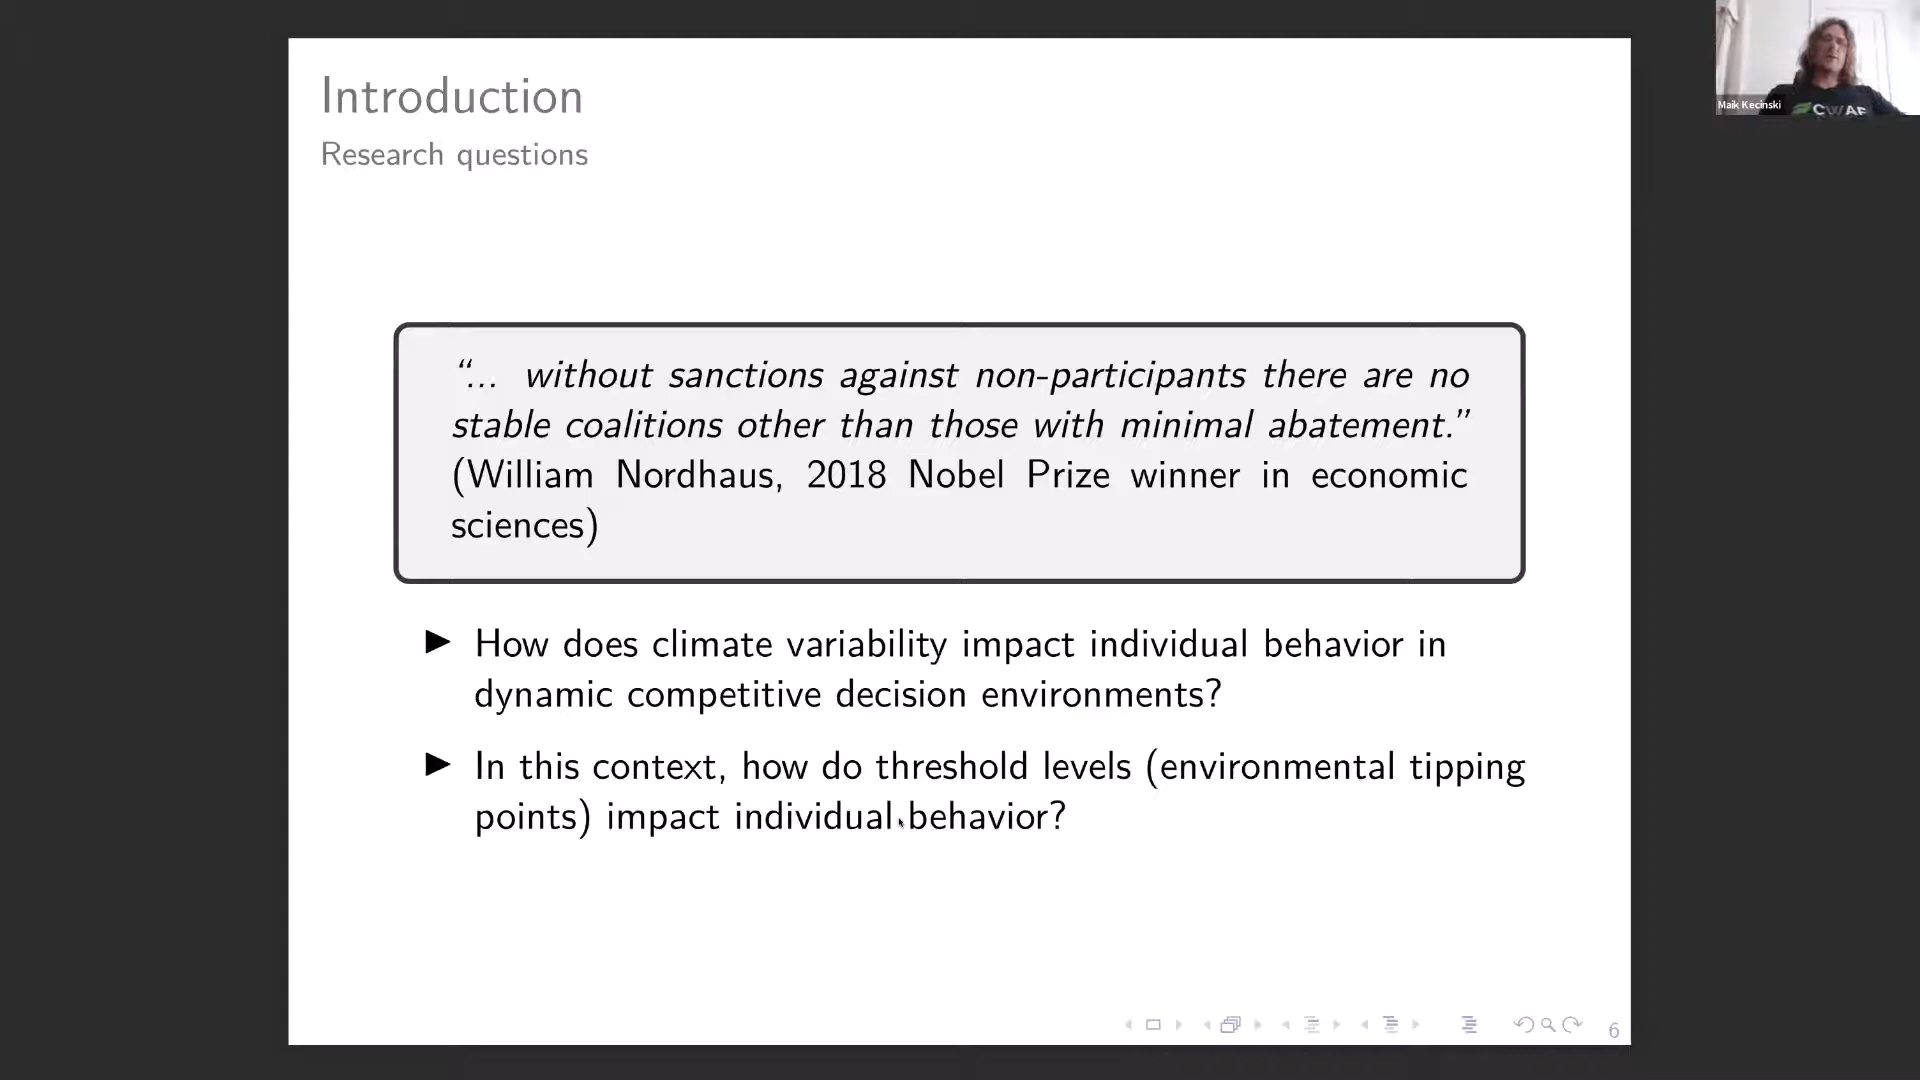 Introduction
Research questions
“... without sanctions against non-participants there are no
stable coalitions other than those with minimal abatement.”
(William Nordhaus, 2018 Nobel Prize winner in economic
sciences)
▶ How does climate variability impact individual behavior in
dynamic competitive decision environments?
▶ In this context, how do threshold levels (environmental tipping
points) impact individual behavior?
6
Maik Kecinski
CWAE